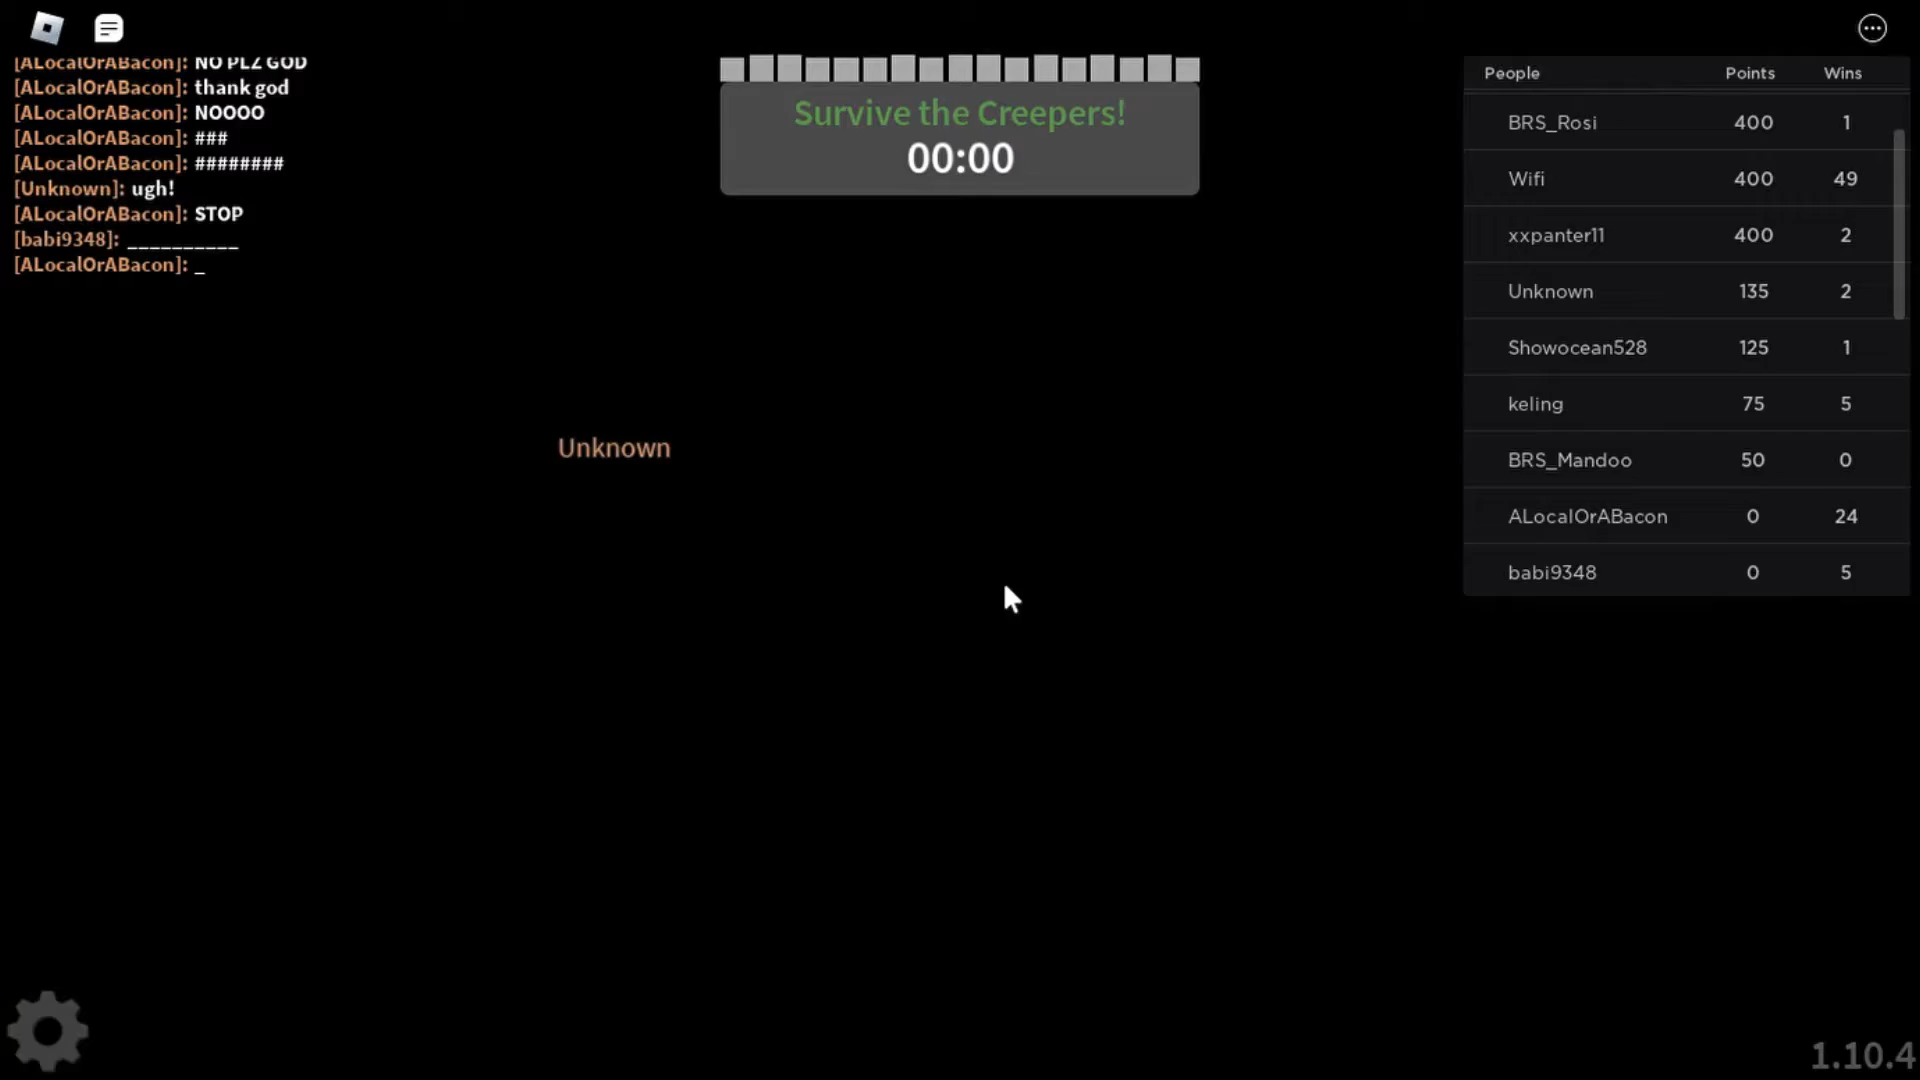 [ALocalOrABacon]: NO PLZ GOD
[ALocalOrABacon]: thank god
[ALocalOrABacon]: NOOOO
[ALocalOrABacon]: ###
[ALocalOrABacon]: ########
[Unknown]: ugh!
[ALocalOrABacon]: STOP
[babi9348]: __________
[ALocalOrABacon]: _
Survive the Creepers!
00:00
Unknown
People Points Wins
BRS_Rosi 400 1
Wifi 400 49
xxpanter11 400 2
Unknown 135 2
Showocean528 125 1
keling 75 5
BRS_Mandoo 50 0
ALocalOrABacon 0 24
babi9348 0 5
1.10.4